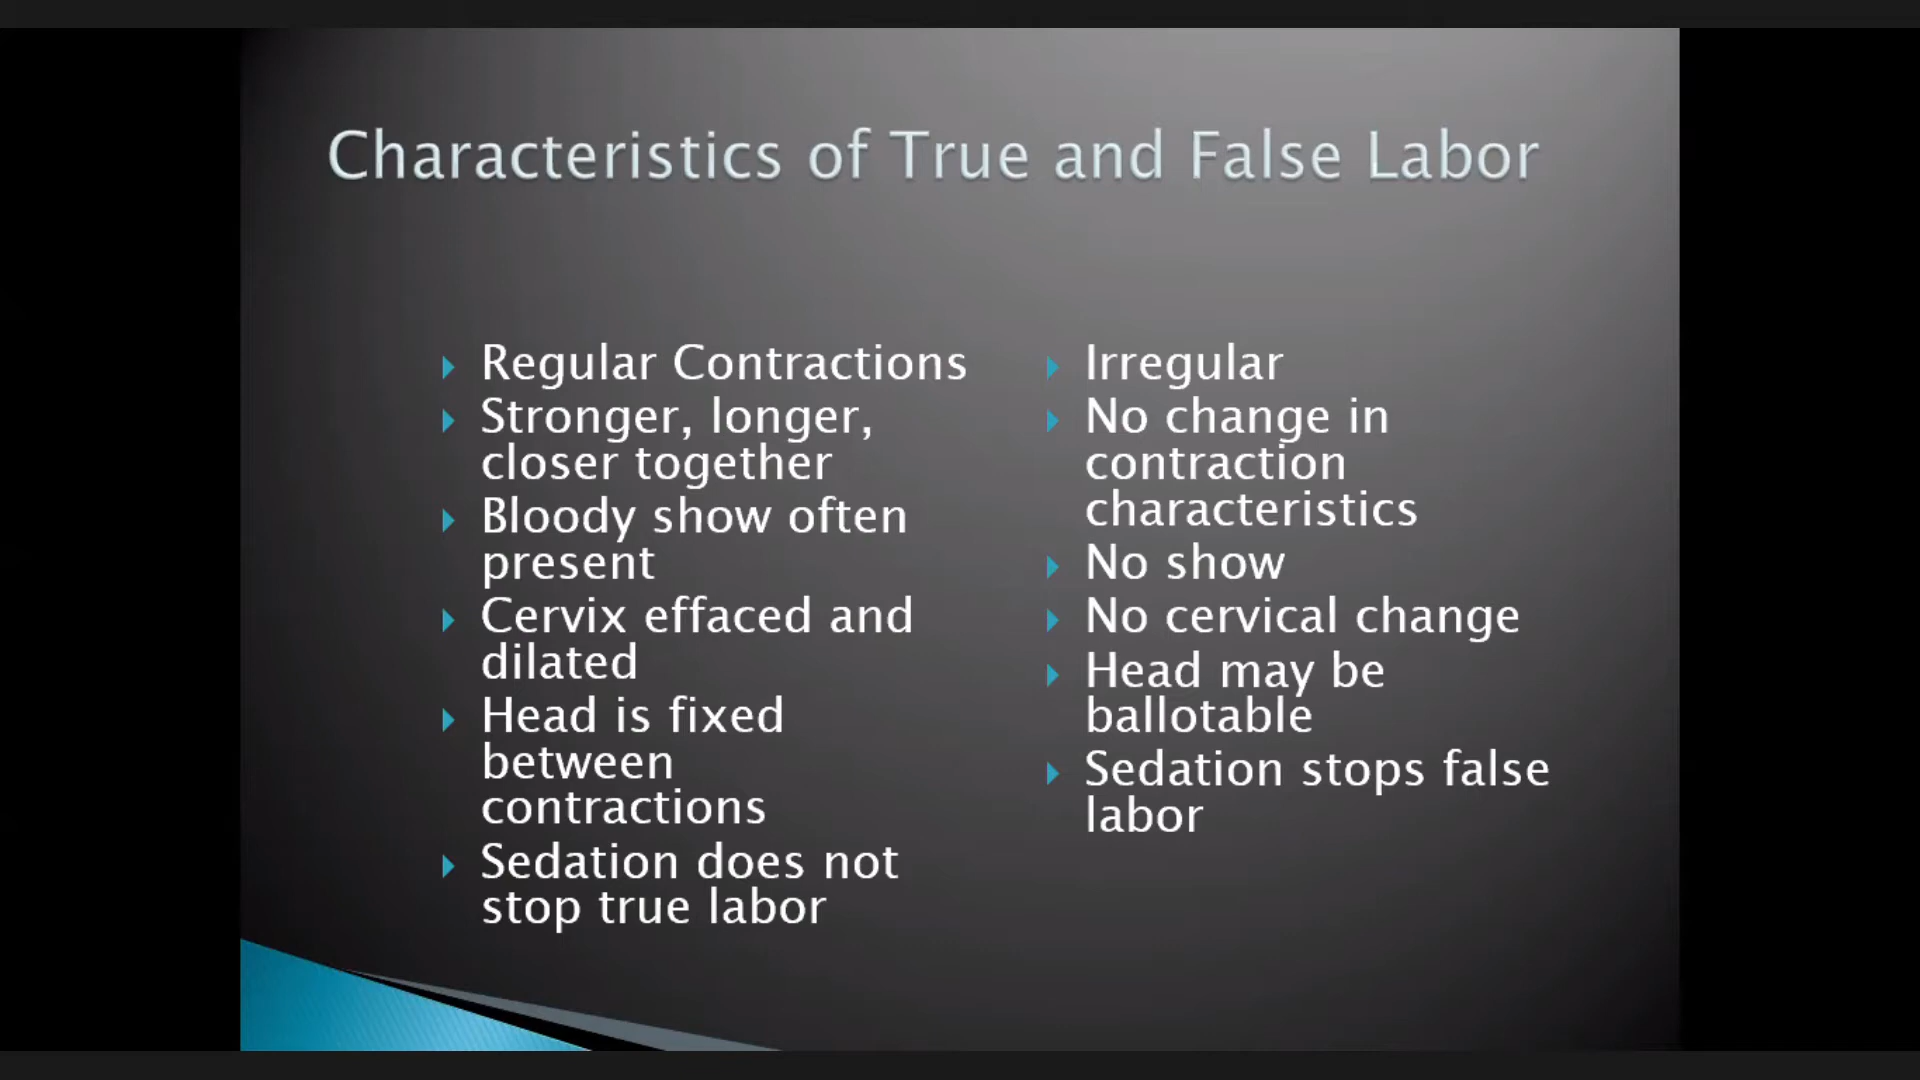 Characteristics of True and False Labor
Regular Contractions
Stronger, longer,
closer together
Bloody show often
present
Cervix effaced and
dilated
Head is fixed
between
contractions
Sedation does not
stop true labor
Irregular
No change in
contraction
characteristics
No show
No cervical change
Head may be
ballotable
Sedation stops false
labor